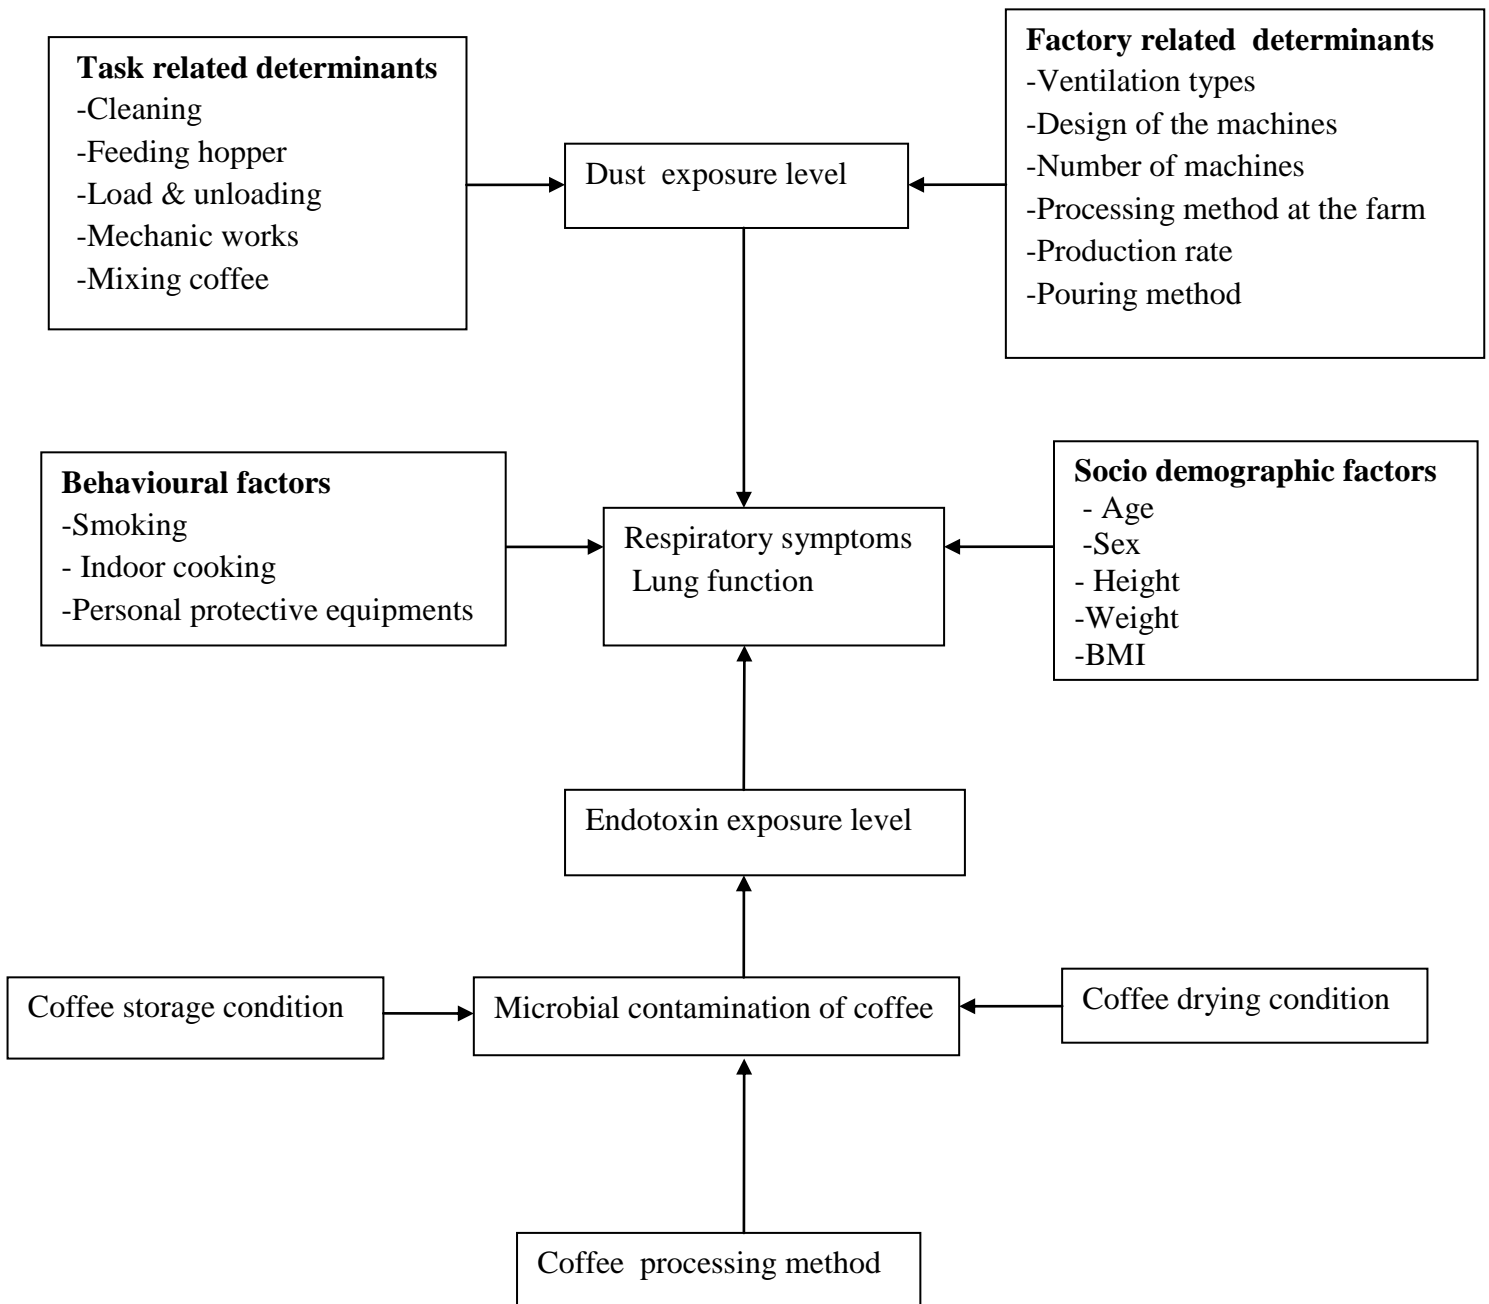 Task related determinants
-Cleaning
-Feeding hopper
-Load & unloading
-Mechanic works
-Mixing coffee
Dust exposure level
Factory related determinants
-Ventilation types
-Design of the machines
-Number of machines
-Processing method at the farm
-Production rate
-Pouring method
Behavioural factors
-Smoking
- Indoor cooking
-Personal protective equipments
Respiratory symptoms
Lung function
Socio demographic factors
- Age
-Sex
- Height
-Weight
-BMI
Endotoxin exposure level
Coffee storage condition
Microbial contamination of coffee
Coffee drying condition
Coffee processing method